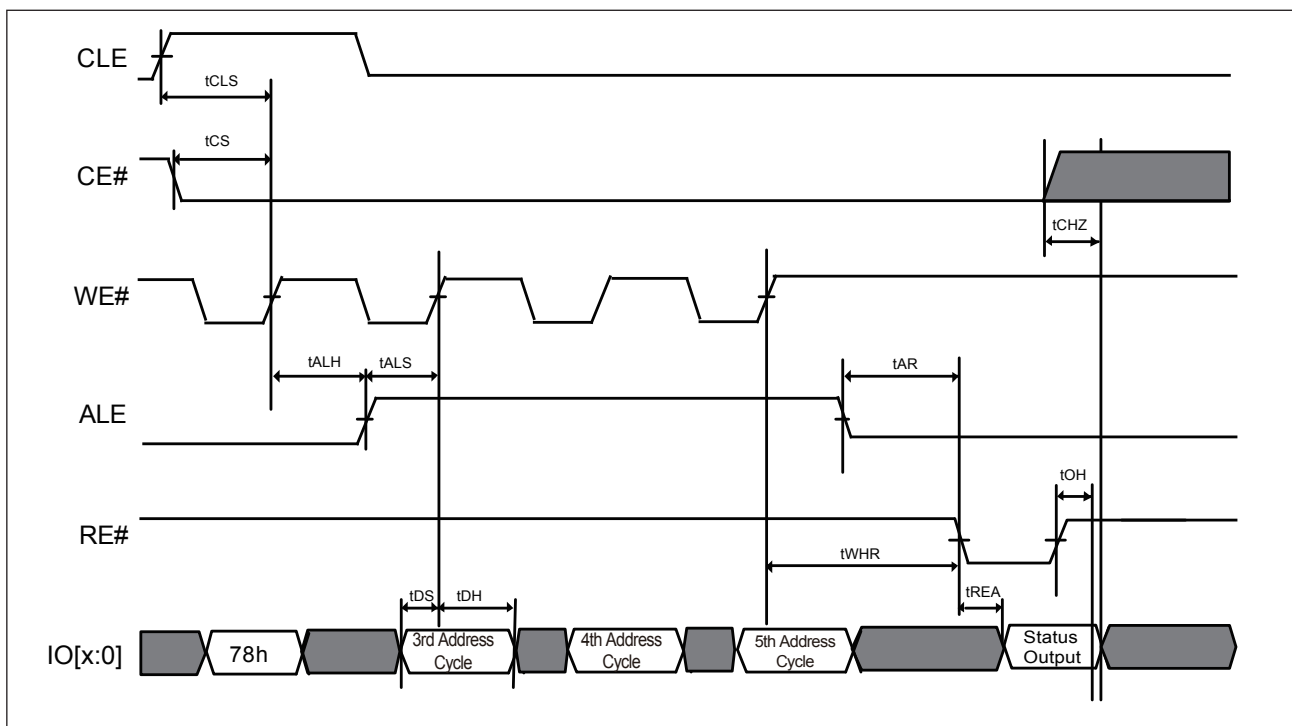 CLE
tCLS
tCS
CE#
tCHZ
WE#
tALH
tALS
tAR
ALE
tOH
RE#
tWHR
tDS
tDH
tREA
IO[x:0]
78h
3rd Address
Cycle
4th Address
Cycle
5th Address
Cycle
Status
Output